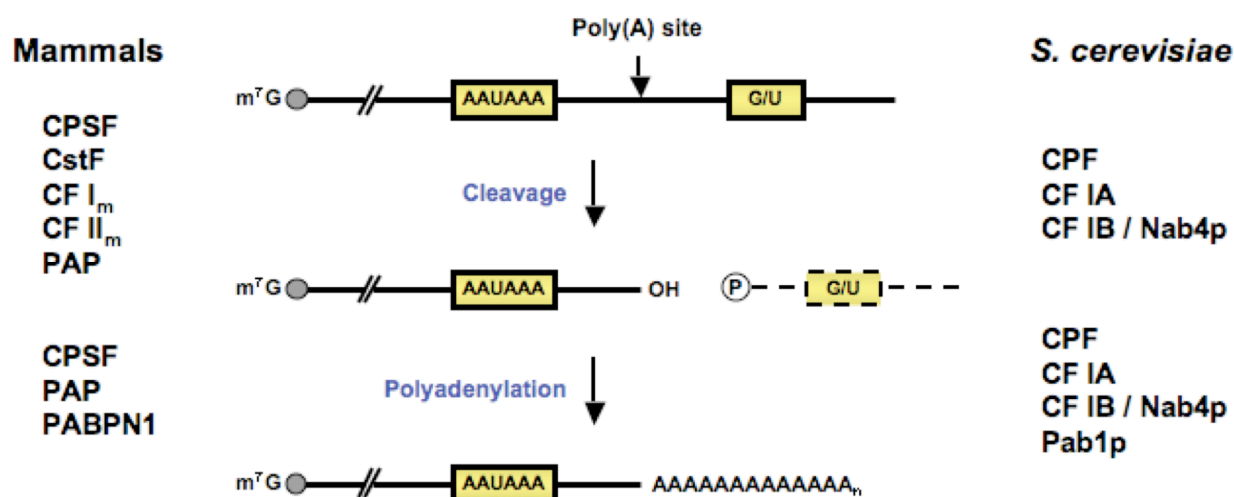 Poly(A) site
Mammals
S. cerevisiae
m⁷G AAUAAA G/U
CPSF
CstF
CF Iₘ
CF IIₘ
PAP
Cleavage
CPF
CF IA
CF IB / Nab4p
m⁷G AAUAAA OH P G/U
CPSF
PAP
PABPN1
Polyadenylation
CPF
CF IA
CF IB / Nab4p
Pab1p
m⁷G AAUAAA AAAAAAAAAAAAAₙ